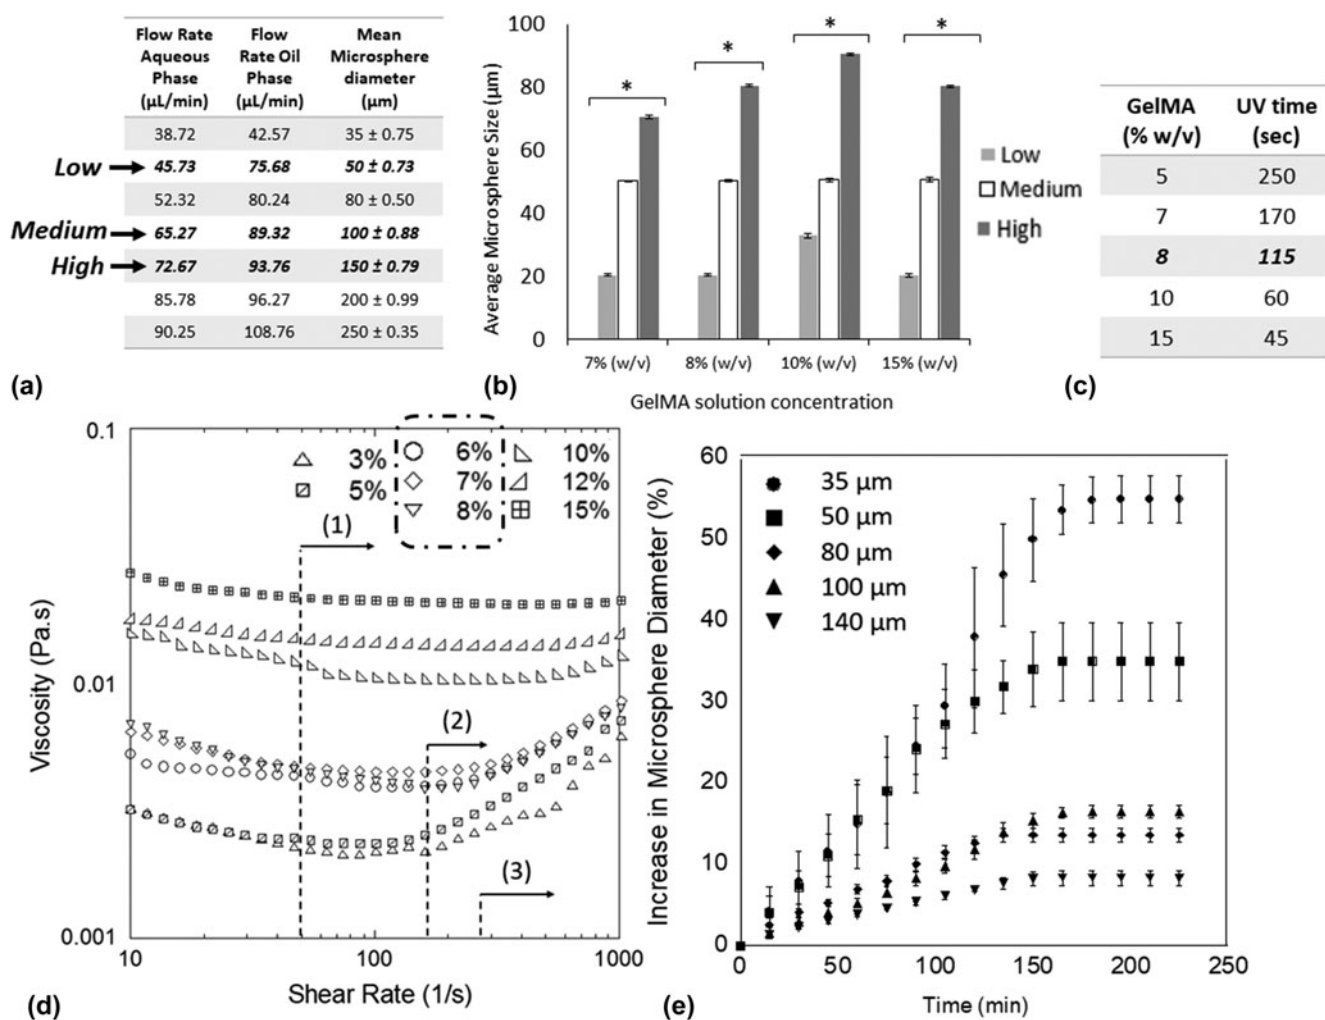 Flow Rate Aqueous Phase (µL/min) Flow Rate Oil Phase (µL/min) Mean Microsphere diameter (µm)
38.72 42.57 35 ± 0.75
Low 45.73 75.68 50 ± 0.73
52.32 80.24 80 ± 0.50
Medium 65.27 89.32 100 ± 0.88
High 72.67 93.76 150 ± 0.79
85.78 96.27 200 ± 0.99
90.25 108.76 250 ± 0.35
(a)
Average Microsphere Size (µm)
100
80
60
40
20
0
* * * *
Low
Medium
High
7% (w/v) 8% (w/v) 10% (w/v) 15% (w/v)
GelMA solution concentration
(b)
GelMA (% w/v) UV time (sec)
5 250
7 170
8 115
10 60
15 45
(c)
Viscosity (Pa.s)
0.1
0.01
0.001
3% 6% 10%
5% 7% 12%
8% 15%
(1)
(2)
(3)
10 100 1000
Shear Rate (1/s)
(d)
Increase in Microsphere Diameter (%)
60
50
40
30
20
10
0
35 µm
50 µm
80 µm
100 µm
140 µm
0 50 100 150 200 250
Time (min)
(e)